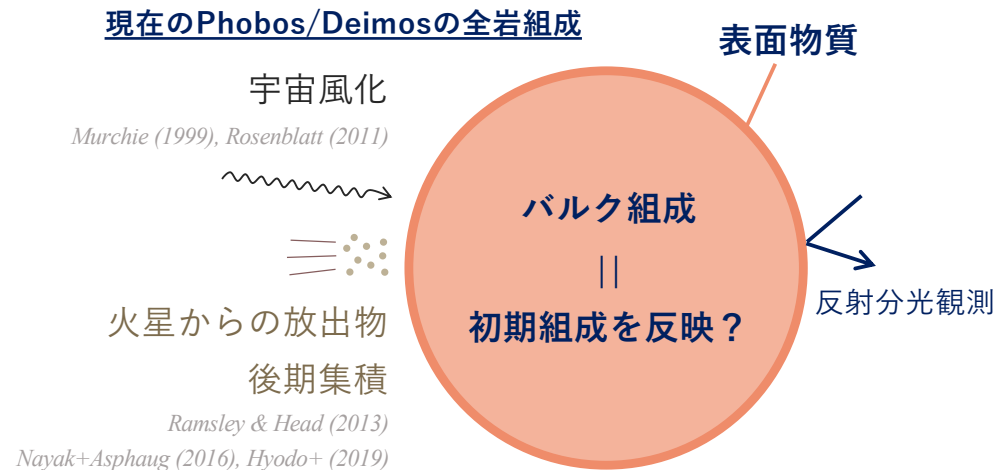 現在のPhobos/Deimosの全岩組成
表面物質
宇宙風化
Murchie (1999), Rosenblatt (2011)
バルク組成
||
初期組成を反映？
反射分光観測
火星からの放出物
後期集積
Ramsley & Head (2013)
Nayak+Asphaug (2016), Hyodo+ (2019)